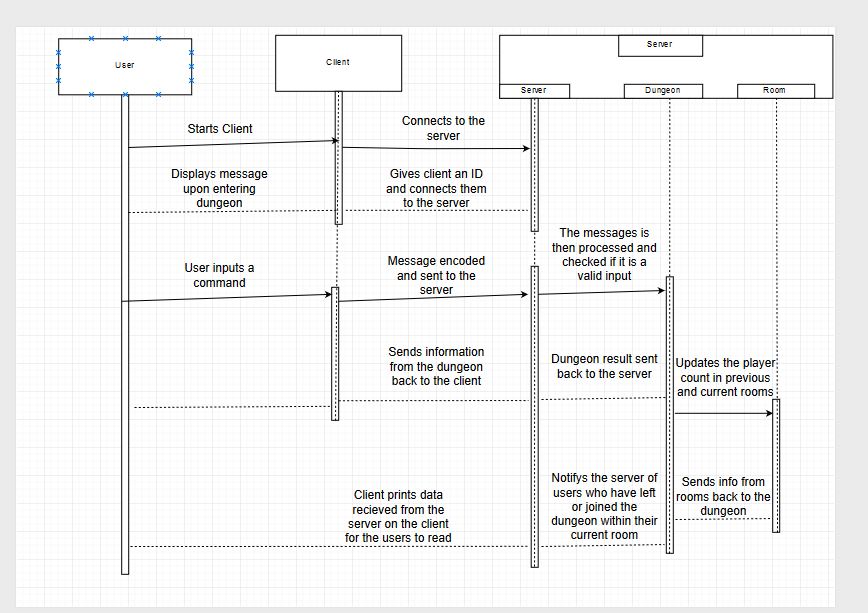 Server
User
Client
Server
Dungeon
Room
Starts Client
Connects to the
server
Displays message
upon entering
dungeon
Gives client an ID
and connects them
to the server
The messages is
then processed and
checked if it is a
valid input
User inputs a
command
Message encoded
and sent to the
server
Sends information
from the dungeon
back to the client
Dungeon result sent
back to the server
Updates the player
count in previous
and current rooms
Client prints data
recieved from the
server on the client
for the users to read
Notifys the server of
users who have left
or joined the
dungeon within their
current room
Sends info from
rooms back to the
dungeon